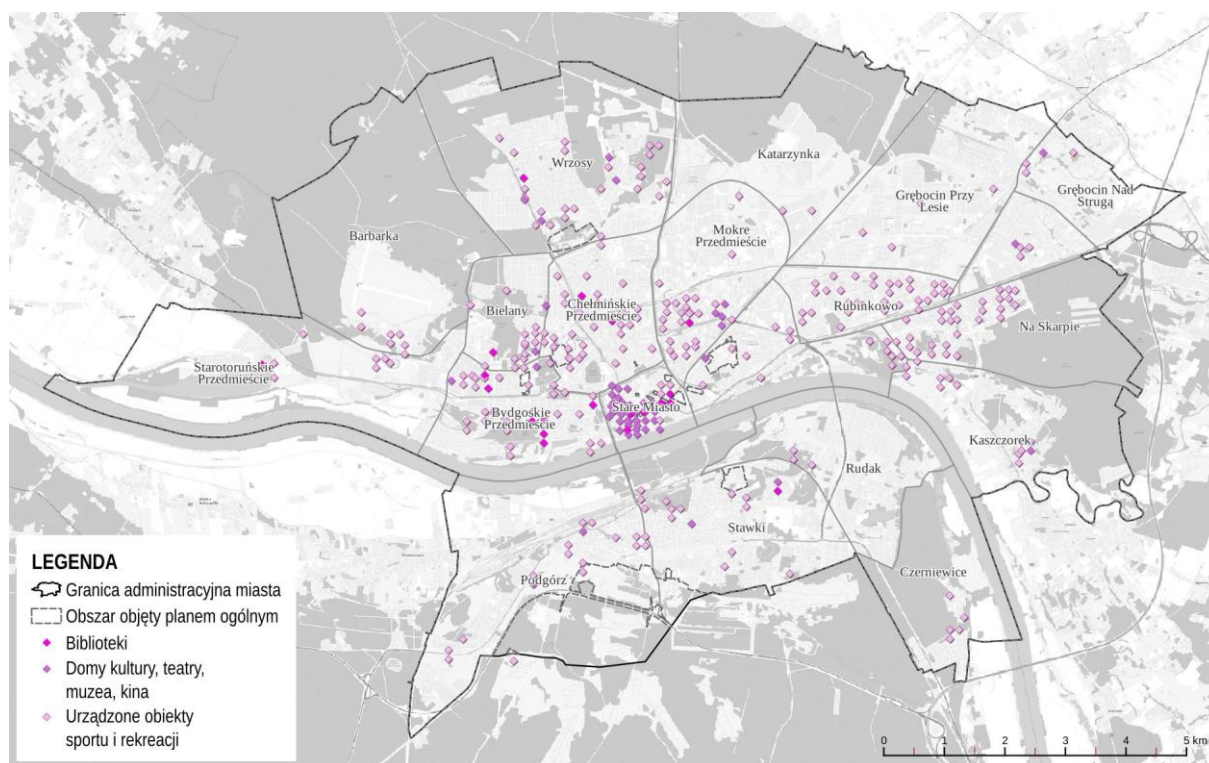 Katarzynka
Wrzosy
Grębocin Przy
Lesie
Grębocin Nad
Strugą
Barbarka
Mokre
Przedmieście
Bielany
Chełmińskie
Przedmieście
Rubinkowo
Na Skarpie
Starotoruńskie
Przedmieście
Bydgoskie
Przedmieście
Stare Miasto
Kaszczorek
Rudak
Stawki
Podgórz
Czerniewice
LEGENDA
Granica administracyjna miasta
Obszar objęty planem ogólnym
Biblioteki
Domy kultury, teatry,
muzea, kina
Urządzone obiekty
sportu i rekreacji
0 1 2 3 4 5 km